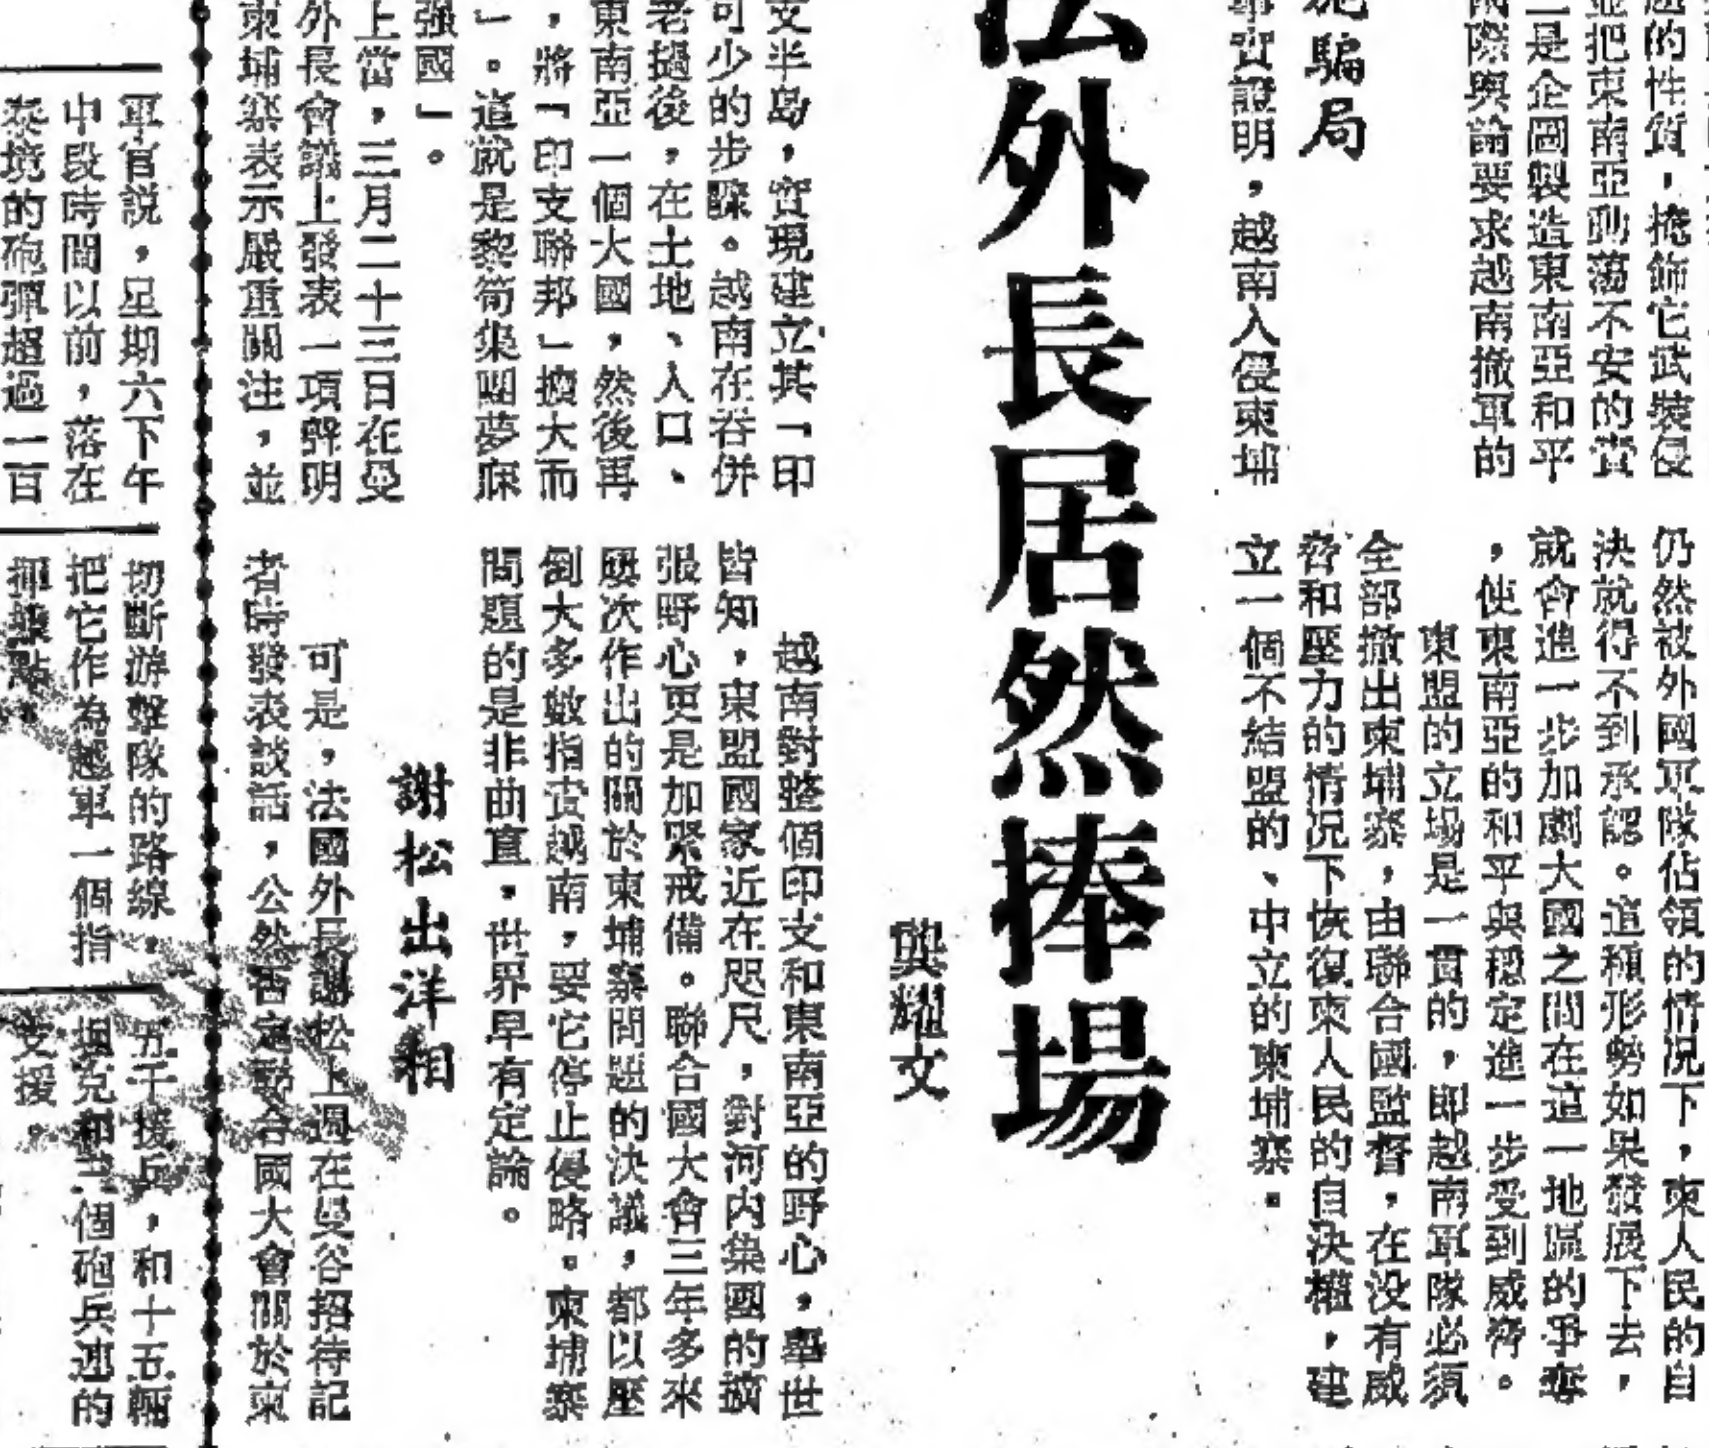 題的性質，掩飾它武裝侵
並把東南亞動蕩不安的責
一是企圖製造東南亞和平
國際輿論要求越南撤軍的
施騙局
事實證明，越南入侵柬埔
仍然被外國軍隊佔領的情況下，柬人民的自
決就得不到承認。這種形勢如果發展下去，
就會進一步加劇大國之間在這一地區的爭奪
，使東南亞的和平與穩定進一步受到威脅。
東盟的立場是一貫的，即越南軍隊必須
全部撤出柬埔寨，由聯合國監督，在没有威
脅和壓力的情况下恢復柬人民的自決權，建
立一個不結盟的、中立的柬埔寨。
法外長居然捧場
耀文
支半島，實現建立其「印
可少的步驟。越南在吞併
老撾後，在土地、人口、
東南亞一個大國，然後再
，將「印支聯邦」擴大而
」。這就是黎筍集團夢寐
强國」。
上當，三月二十三日在曼
外長會議上發表一項聲明
柬埔寨表示嚴重關注，並
越南對整個印支和東南亞的野心，舉世
皆知，東盟國家近在咫尺，對河内集團的擴
張野心更是加緊戒備。聯合國大會三年多來
屢次作出的關於柬埔寨問題的決議，都以壓
倒大多數指責越南，要它停止侵略。柬埔寨
問題的是非曲直，世界早有定論。
謝松出洋相
可是，法國外長謝松上週在曼谷招待記
者時發表談話，公然否定聯合國大會關於柬
軍官説，星期六下午
中段時間以前，落在
泰境的砲彈超過一百
切斷游擊隊的路線，
把它作為越軍一個指
揮據點。
五千援兵，和十五輛
坦克和三個砲兵連的
支援。